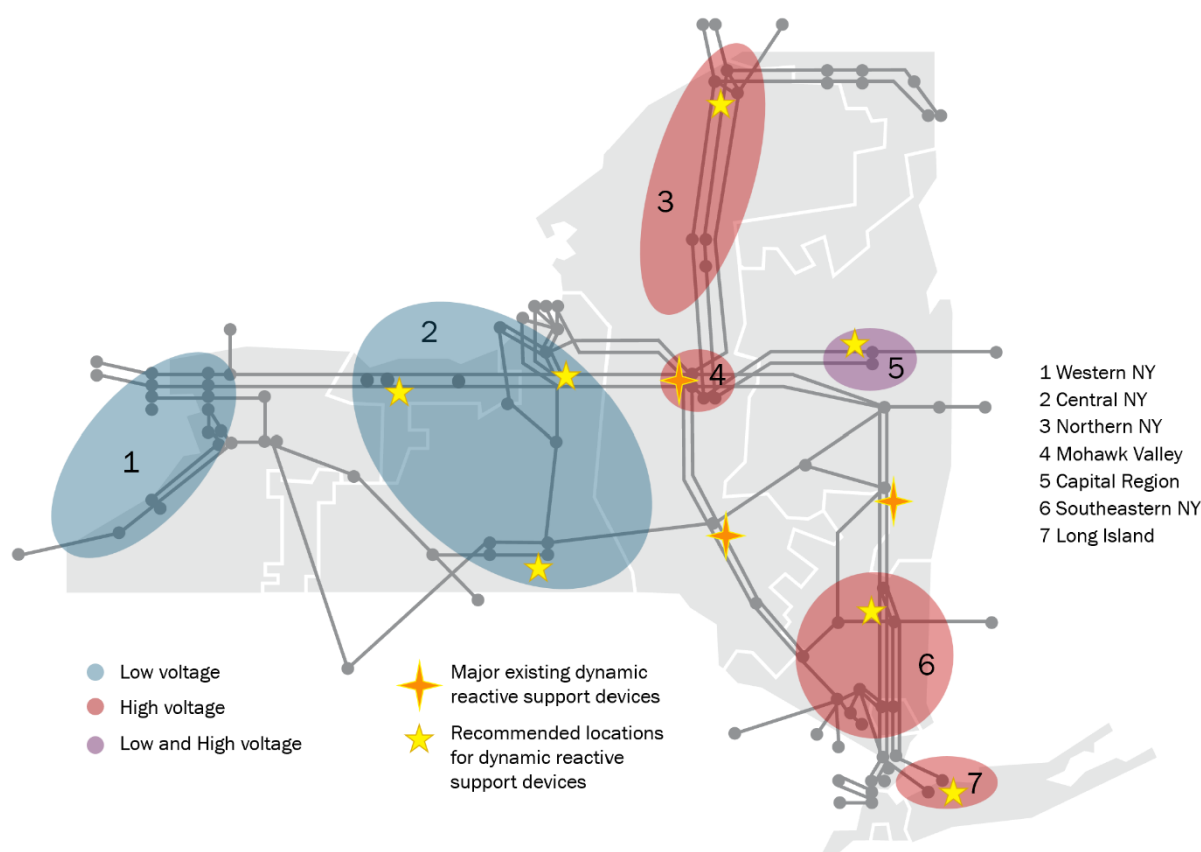 3
2
4
5
1
6
7
1 Western NY
2 Central NY
3 Northern NY
4 Mohawk Valley
5 Capital Region
6 Southeastern NY
7 Long Island
Low voltage
High voltage
Low and High voltage
Major existing dynamic
reactive support devices
Recommended locations
for dynamic reactive
support devices